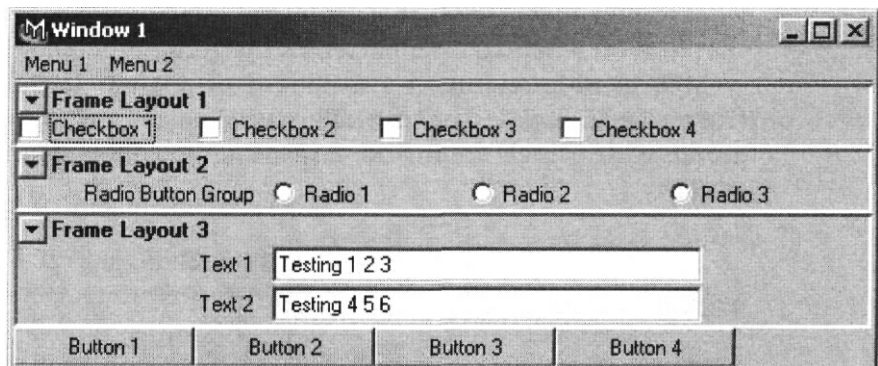 Window 1
Menu 1 Menu 2
Frame Layout 1
Checkbox 1 Checkbox 2 Checkbox 3 Checkbox 4
Frame Layout 2
Radio Button Group Radio 1 Radio 2 Radio 3
Frame Layout 3
Text 1 Testing 1 2 3
Text 2 Testing 4 5 6
Button 1 Button 2 Button 3 Button 4